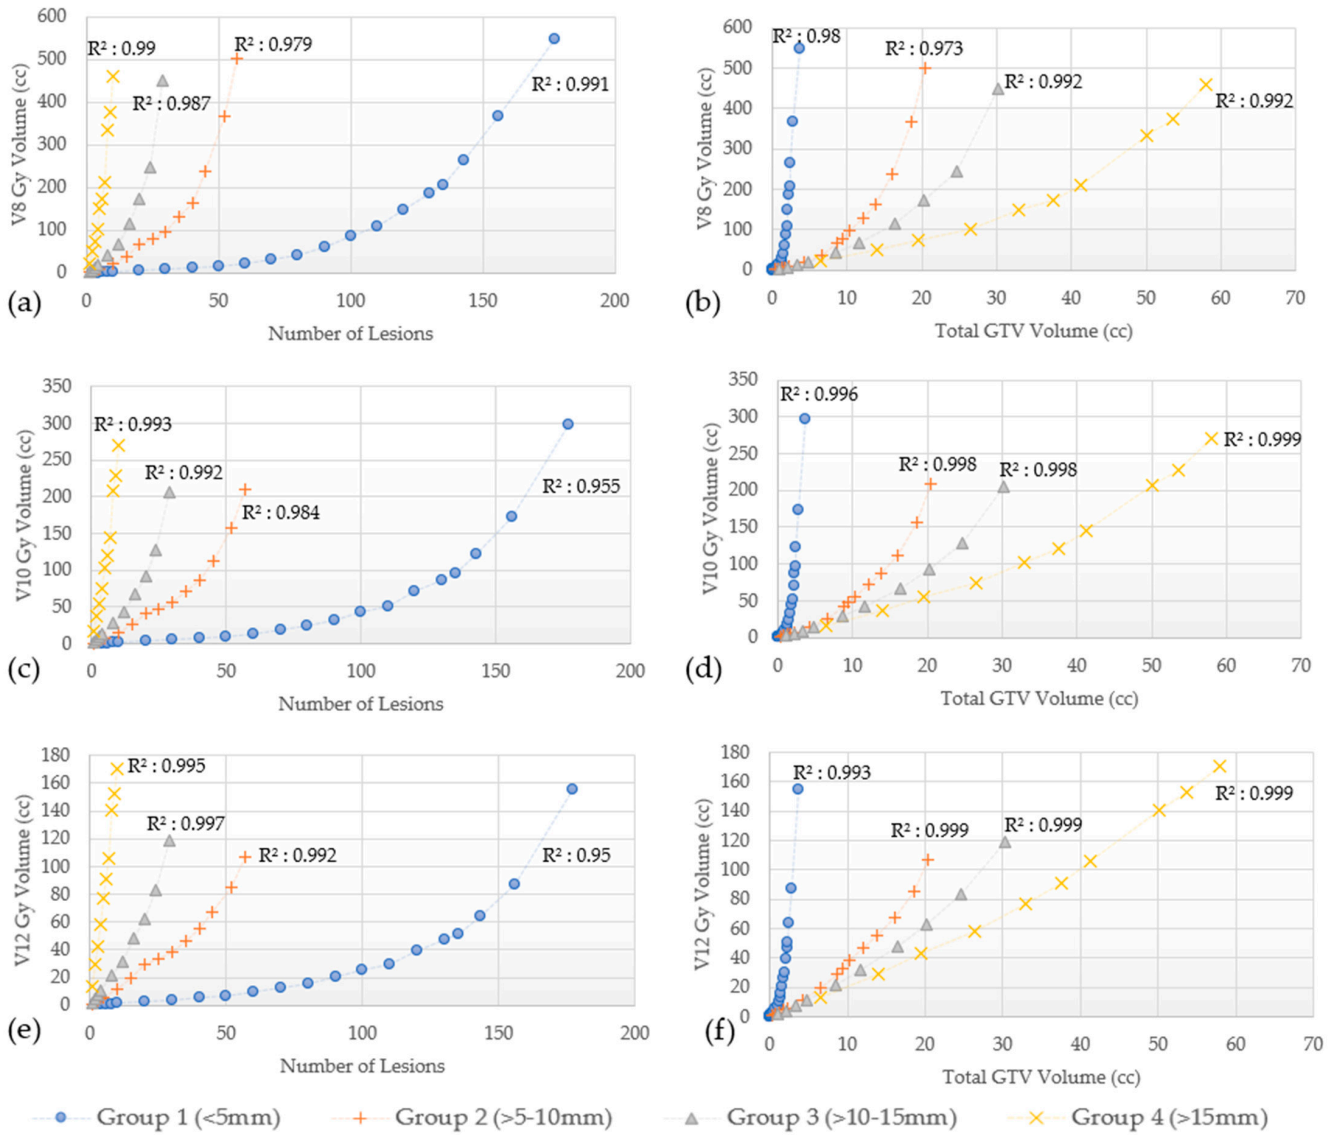 600
500
400
300
200
100
0
V8 Gy Volume (cc)
R² : 0.99
R² : 0.979
R² : 0.987
R² : 0.991
0
50
100
150
200
(a)
Number of Lesions
600
500
400
300
200
100
0
V8 Gy Volume (cc)
R² : 0.98
R² : 0.973
R² : 0.992
R² : 0.992
0
10
20
30
40
50
60
70
(b)
Total GTV Volume (cc)
350
300
250
200
150
100
50
0
V10 Gy Volume (cc)
R² : 0.993
R² : 0.992
R² : 0.984
R² : 0.955
0
50
100
150
200
(c)
Number of Lesions
350
300
250
200
150
100
50
0
V10 Gy Volume (cc)
R² : 0.996
R² : 0.998
R² : 0.998
R² : 0.999
0
10
20
30
40
50
60
70
(d)
Total GTV Volume (cc)
180
160
140
120
100
80
60
40
20
0
V12 Gy Volume (cc)
R² : 0.995
R² : 0.997
R² : 0.992
R² : 0.95
0
50
100
150
200
(e)
Number of Lesions
180
160
140
120
100
80
60
40
20
0
V12 Gy Volume (cc)
R² : 0.993
R² : 0.999
R² : 0.999
R² : 0.999
0
10
20
30
40
50
60
70
(f)
Total GTV Volume (cc)
Group 1 (<5mm)
Group 2 (>5-10mm)
Group 3 (>10-15mm)
Group 4 (>15mm)